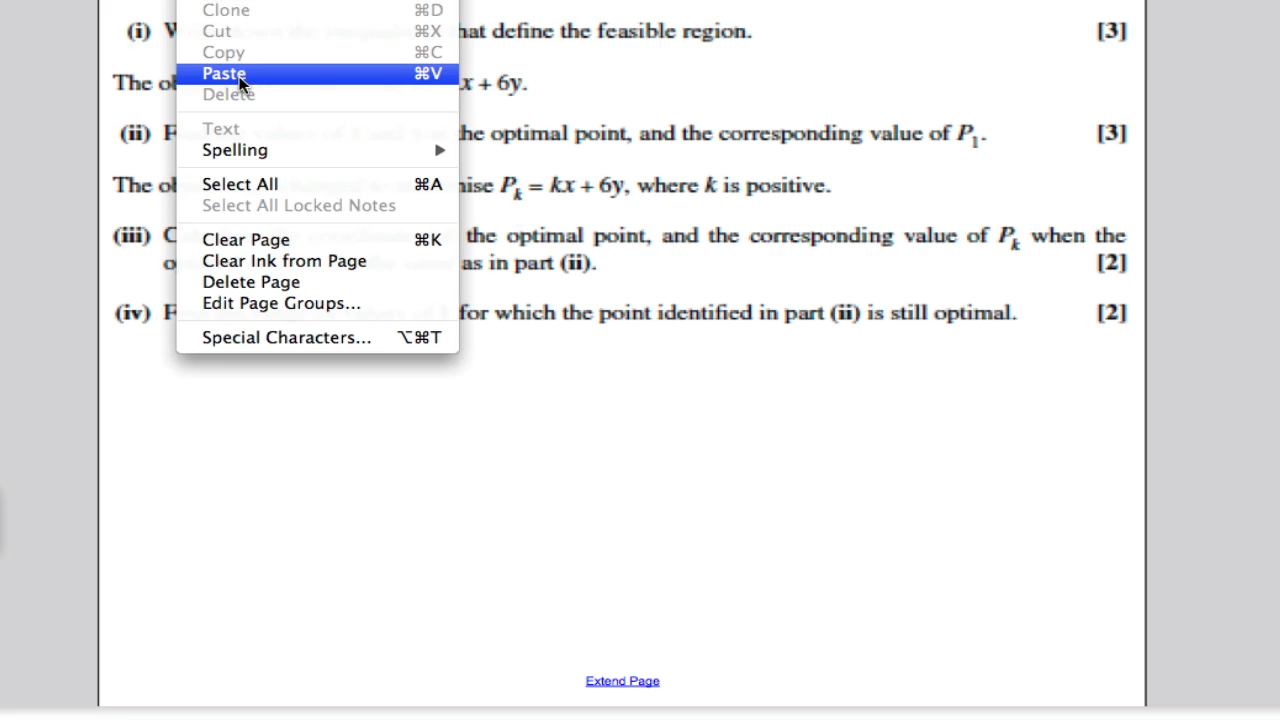 Clone ⌘D
(i) W hat define the feasible region. [3]
Cut ⌘X
Copy ⌘C
Paste ⌘V
The ob x + 6y.
Delete
Text
(ii) F the optimal point, and the corresponding value of P1. [3]
Spelling ▶
Select All ⌘A
The ob nise Pk = kx + 6y, where k is positive.
Select All Locked Notes
Clear Page ⌘K
(iii) C the optimal point, and the corresponding value of Pk when the
Clear Ink from Page
o as in part (ii). [2]
Delete Page
Edit Page Groups...
(iv) F for which the point identified in part (ii) is still optimal. [2]
Special Characters... ⌥⌘T
Extend Page